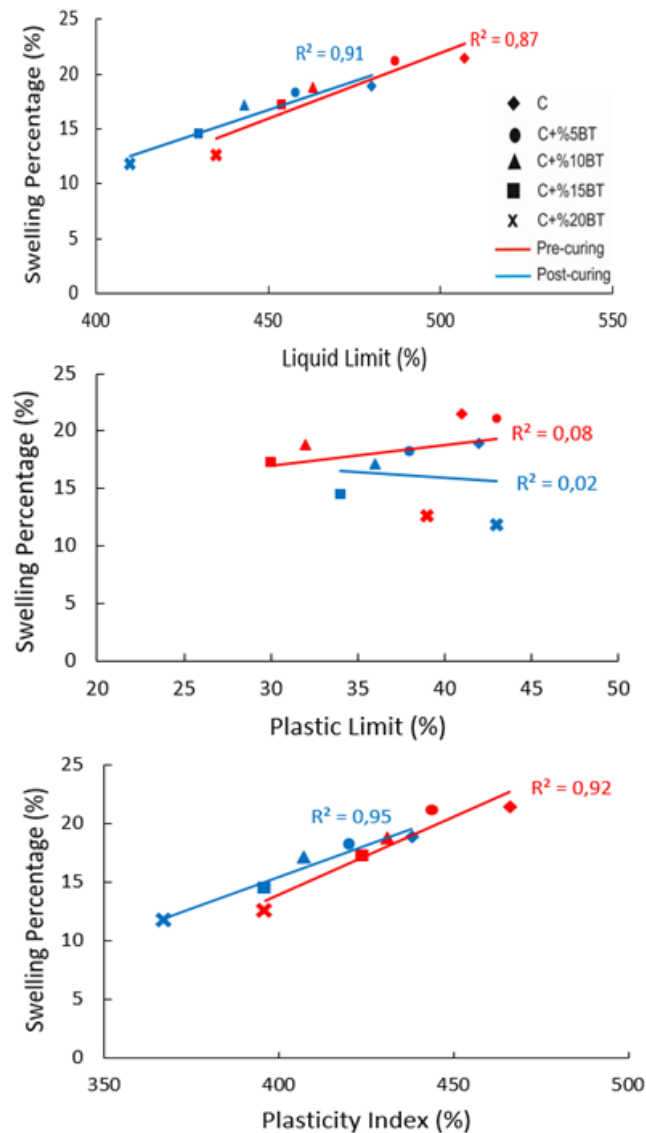 Swelling Percentage (%)
25
20
15
10
5
0
R² = 0,91
R² = 0,87
C
C+%5BT
C+%10BT
C+%15BT
C+%20BT
Pre-curing
Post-curing
400
450
500
550
Liquid Limit (%)
Swelling Percentage (%)
25
20
15
10
5
0
R² = 0,08
R² = 0,02
20
25
30
35
40
45
50
Plastic Limit (%)
Swelling Percentage (%)
25
20
15
10
5
0
R² = 0,95
R² = 0,92
350
400
450
500
Plasticity Index (%)